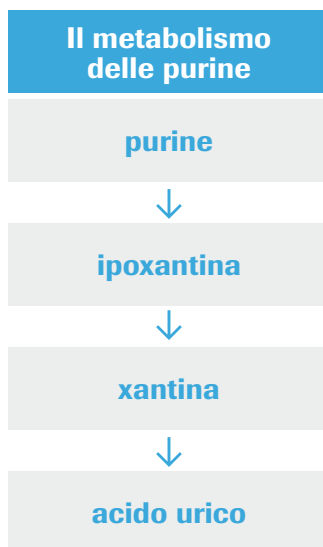 Il metabolismo
delle purine
purine
ipoxantina
xantina
acido urico